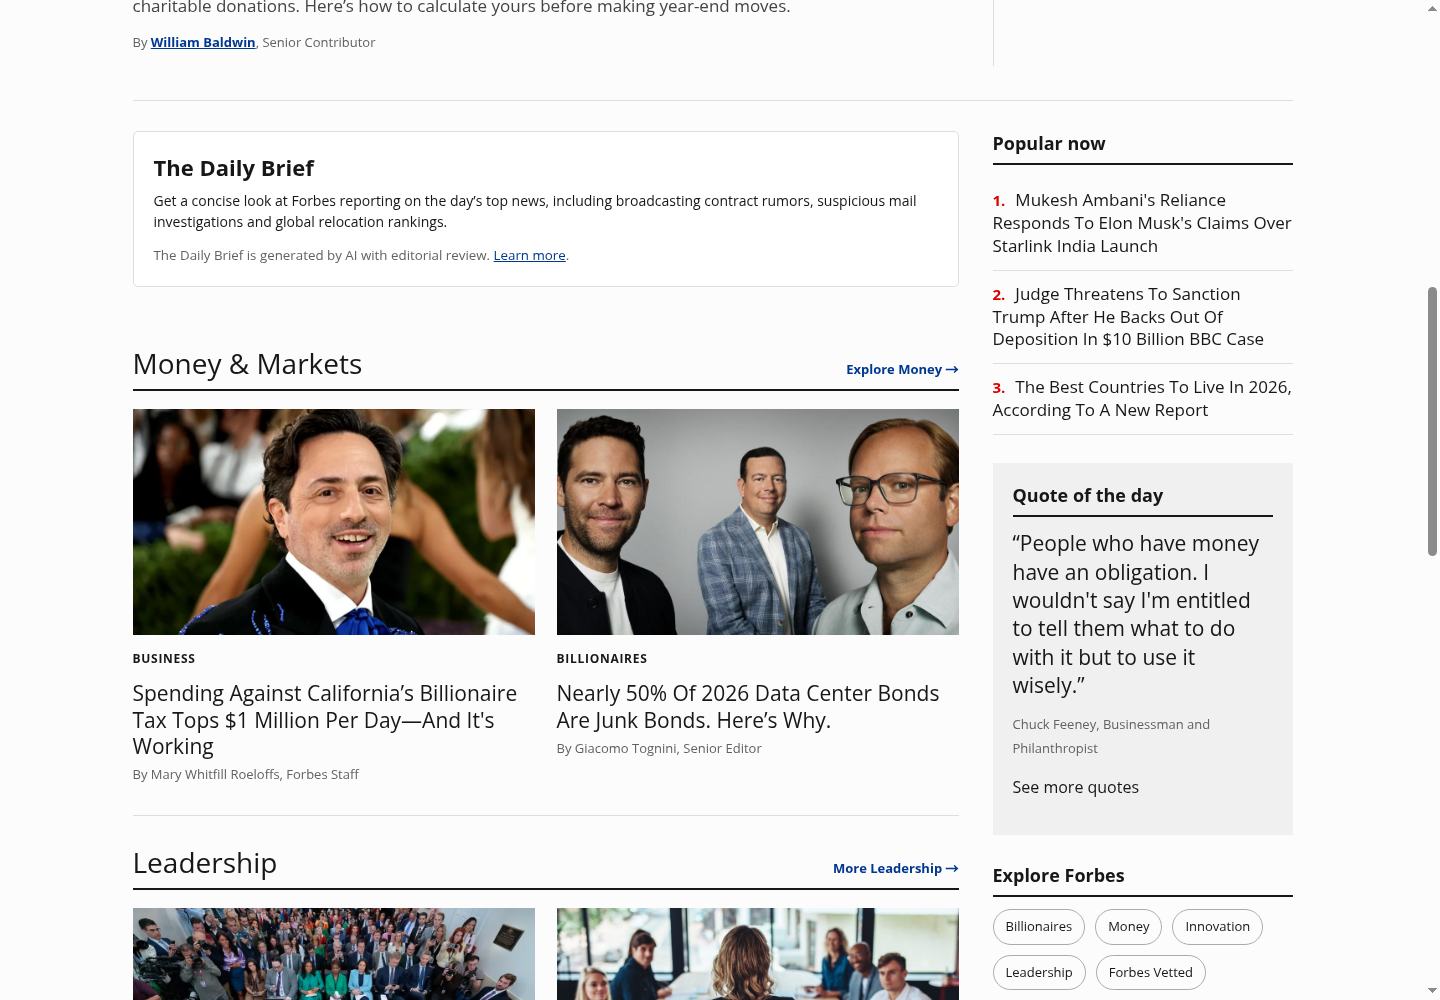 charitable donations. Here’s how to calculate yours before making year-end moves.
By William Baldwin, Senior Contributor
The Daily Brief
Get a concise look at Forbes reporting on the day’s top news, including broadcasting contract rumors, suspicious mail
investigations and global relocation rankings.
The Daily Brief is generated by AI with editorial review. Learn more.
Money & Markets
Explore Money →
BUSINESS
Spending Against California’s Billionaire
Tax Tops $1 Million Per Day—And It's
Working
By Mary Whitfill Roeloffs, Forbes Staff
BILLIONAIRES
Nearly 50% Of 2026 Data Center Bonds
Are Junk Bonds. Here’s Why.
By Giacomo Tognini, Senior Editor
Leadership
More Leadership →
Popular now
1. Mukesh Ambani's Reliance
Responds To Elon Musk's Claims Over
Starlink India Launch
2. Judge Threatens To Sanction
Trump After He Backs Out Of
Deposition In $10 Billion BBC Case
3. The Best Countries To Live In 2026,
According To A New Report
Quote of the day
“People who have money
have an obligation. I
wouldn't say I'm entitled
to tell them what to do
with it but to use it
wisely.”
Chuck Feeney, Businessman and
Philanthropist
See more quotes
Explore Forbes
Billionaires
Money
Innovation
Leadership
Forbes Vetted